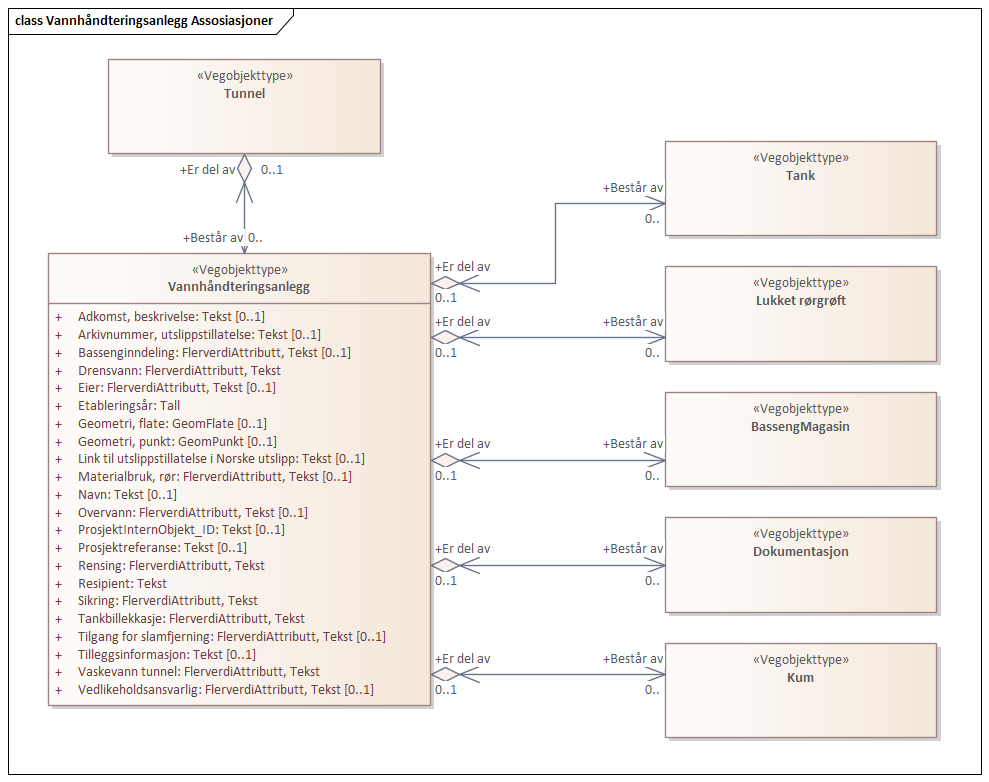 class Vannhåndteringsanlegg Assosiasjoner
«Vegobjekttype»
Tunnel
+Er del av 0..1
+Består av 0..
«Vegobjekttype»
Vannhåndteringsanlegg
+ Adkomst, beskrivelse: Tekst [0..1]
+ Arkivnummer, utslippstillatelse: Tekst [0..1]
+ Bassenginndeling: FlerverdiAttributt, Tekst [0..1]
+ Drensvann: FlerverdiAttributt, Tekst
+ Eier: FlerverdiAttributt, Tekst [0..1]
+ Etableringsår: Tall
+ Geometri, flate: GeomFlate [0..1]
+ Geometri, punkt: GeomPunkt [0..1]
+ Link til utslippstillatelse i Norske utslipp: Tekst [0..1]
+ Materialbruk, rør: FlerverdiAttributt, Tekst [0..1]
+ Navn: Tekst [0..1]
+ Overvann: FlerverdiAttributt, Tekst [0..1]
+ ProsjektInternObjekt_ID: Tekst [0..1]
+ Prosjektreferanse: Tekst [0..1]
+ Rensing: FlerverdiAttributt, Tekst
+ Resipient: Tekst
+ Sikring: FlerverdiAttributt, Tekst
+ Tankbillekkasje: FlerverdiAttributt, Tekst
+ Tilgang for slamfjerning: FlerverdiAttributt, Tekst [0..1]
+ Tilleggsinformasjon: Tekst [0..1]
+ Vaskevann tunnel: FlerverdiAttributt, Tekst
+ Vedlikeholdsansvarlig: FlerverdiAttributt, Tekst [0..1]
+Er del av
0..1
+Består av
0..
«Vegobjekttype»
Tank
+Er del av
0..1
+Består av
0..
«Vegobjekttype»
Lukket rørgrøft
+Er del av
0..1
+Består av
0..
«Vegobjekttype»
BassengMagasin
+Er del av
0..1
+Består av
0..
«Vegobjekttype»
Dokumentasjon
+Er del av
0..1
+Består av
0..
«Vegobjekttype»
Kum